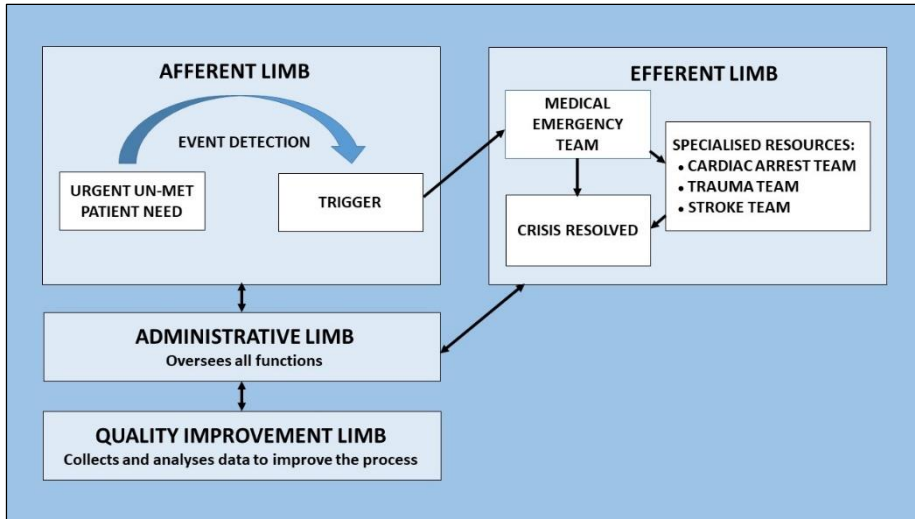 AFFERENT LIMB
EVENT DETECTION
URGENT UN-MET
PATIENT NEED
TRIGGER
EFFERENT LIMB
MEDICAL
EMERGENCY
TEAM
SPECIALISED RESOURCES:
• CARDIAC ARREST TEAM
• TRAUMA TEAM
• STROKE TEAM
CRISIS RESOLVED
ADMINISTRATIVE LIMB
Oversees all functions
QUALITY IMPROVEMENT LIMB
Collects and analyses data to improve the process